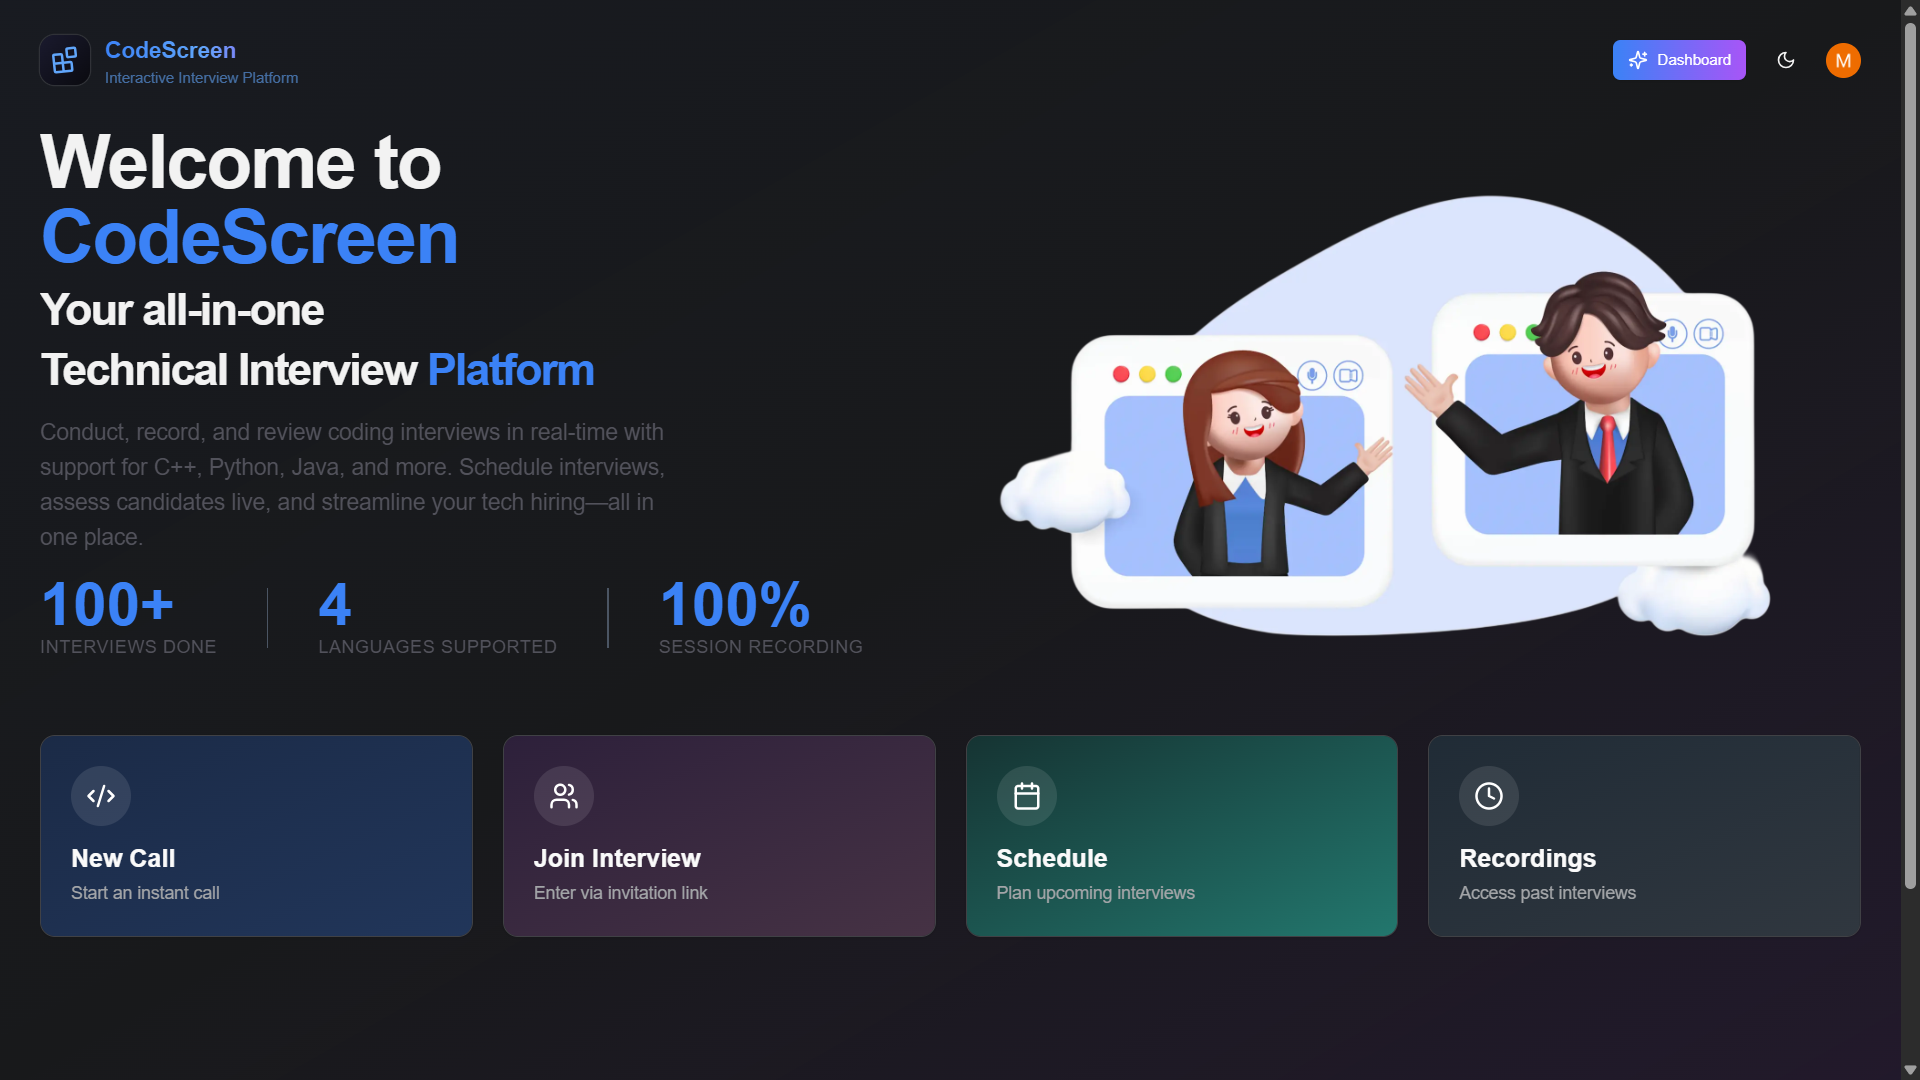 CodeScreen
Interactive Interview Platform
Dashboard
M
Welcome to
CodeScreen
Your all-in-one
Technical Interview Platform
Conduct, record, and review coding interviews in real-time with
support for C++, Python, Java, and more. Schedule interviews,
assess candidates live, and streamline your tech hiring—all in
one place.
100+
INTERVIEWS DONE
4
LANGUAGES SUPPORTED
100%
SESSION RECORDING
New Call
Start an instant call
Join Interview
Enter via invitation link
Schedule
Plan upcoming interviews
Recordings
Access past interviews